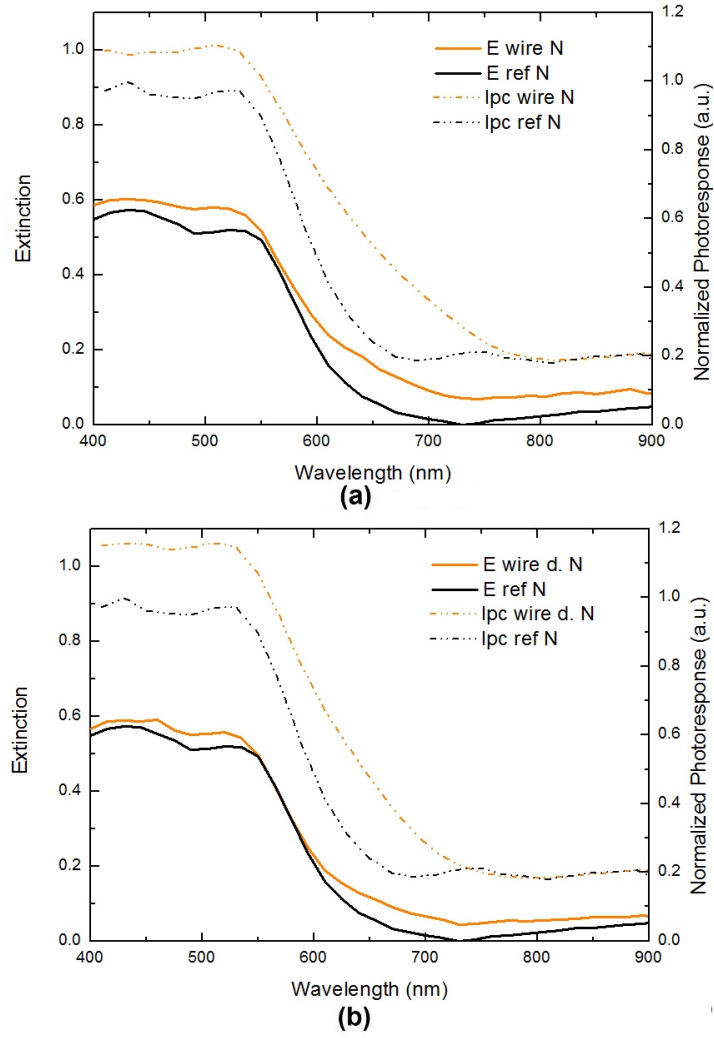 1.2
1.0
1.0
0.8
0.8
0.6
0.6
0.4
0.4
0.2
0.2
0.0
0.0
400
500
600
700
800
900
E wire N
E ref N
Ipc wire N
Ipc ref N
Extinction
Normalized Photoresponse (a.u.)
Wavelength (nm)
(a)
1.2
1.0
1.0
0.8
0.8
0.6
0.6
0.4
0.4
0.2
0.2
0.0
0.0
400
500
600
700
800
900
E wire d. N
E ref N
Ipc wire d. N
Ipc ref N
Extinction
Normalized Photoresponse (a.u.)
Wavelength (nm)
(b)